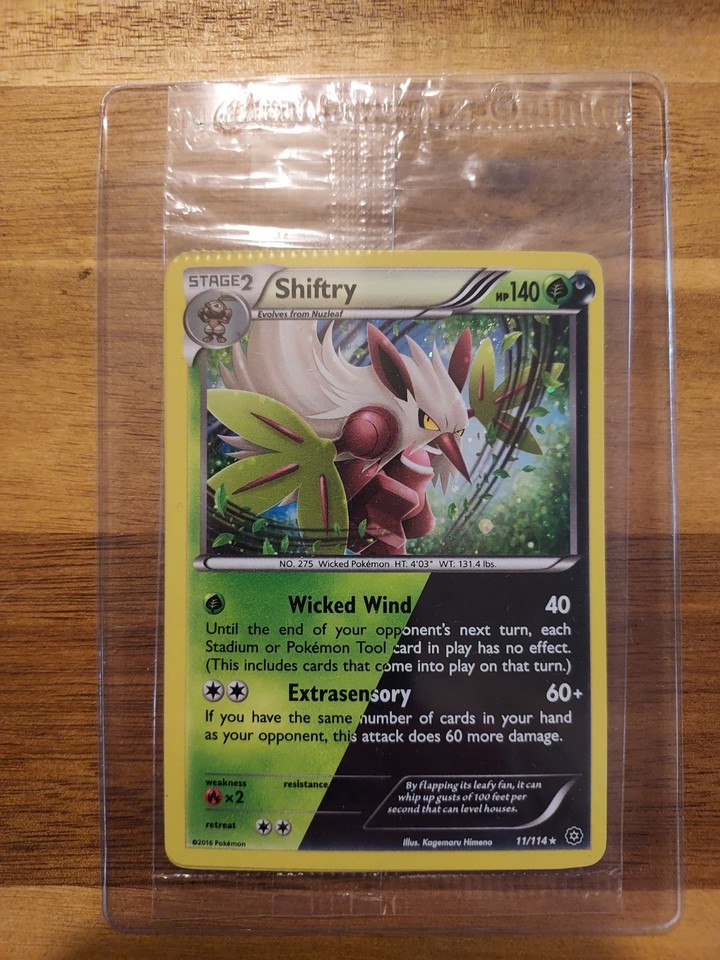 STAGE2 Shiftry HP140
Evolves from Nuzleaf
NO. 275 Wicked Pokémon HT: 4'03" WT: 131.4 lbs.
Wicked Wind 40
Until the end of your opponent's next turn, each
Stadium or Pokémon Tool card in play has no effect.
(This includes cards that come into play on that turn.)
Extrasensory 60+
If you have the same number of cards in your hand
as your opponent, this attack does 60 more damage.
weakness resistance
×2
retreat
By flapping its leafy fan, it can
whip up gusts of 100 feet per
second that can level houses.
©2016 Pokémon Illus. Kagemaru Himeno 11/114★